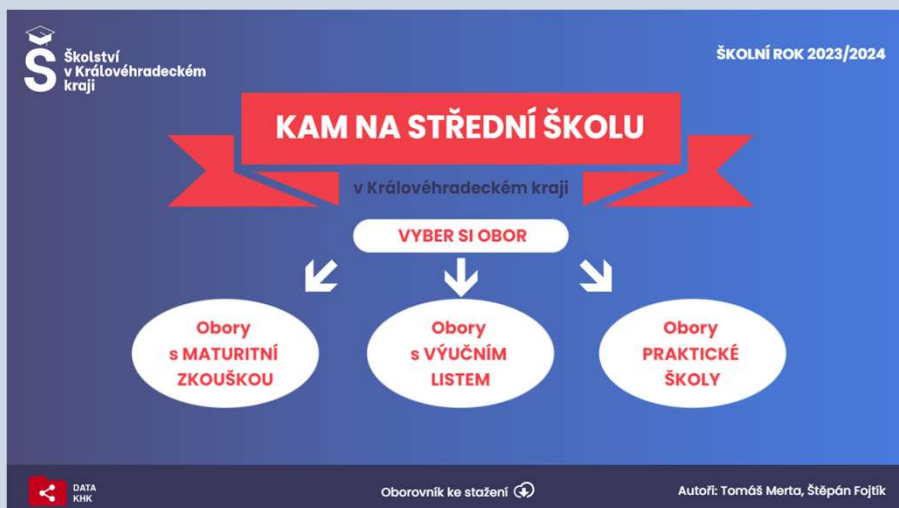 Školství
v Královéhradeckém
kraji
ŠKOLNÍ ROK 2023/2024
KAM NA STŘEDNÍ ŠKOLU
v Královéhradeckém kraji
VYBER SI OBOR
Obory
s MATURITNÍ
ZKOUŠKOU
Obory
s VÝUČNÍM
LISTEM
Obory
PRAKTICKÉ
ŠKOLY
DATA
KHK
Oborovník ke stažení
Autoři: Tomáš Merta, Štěpán Fojtík